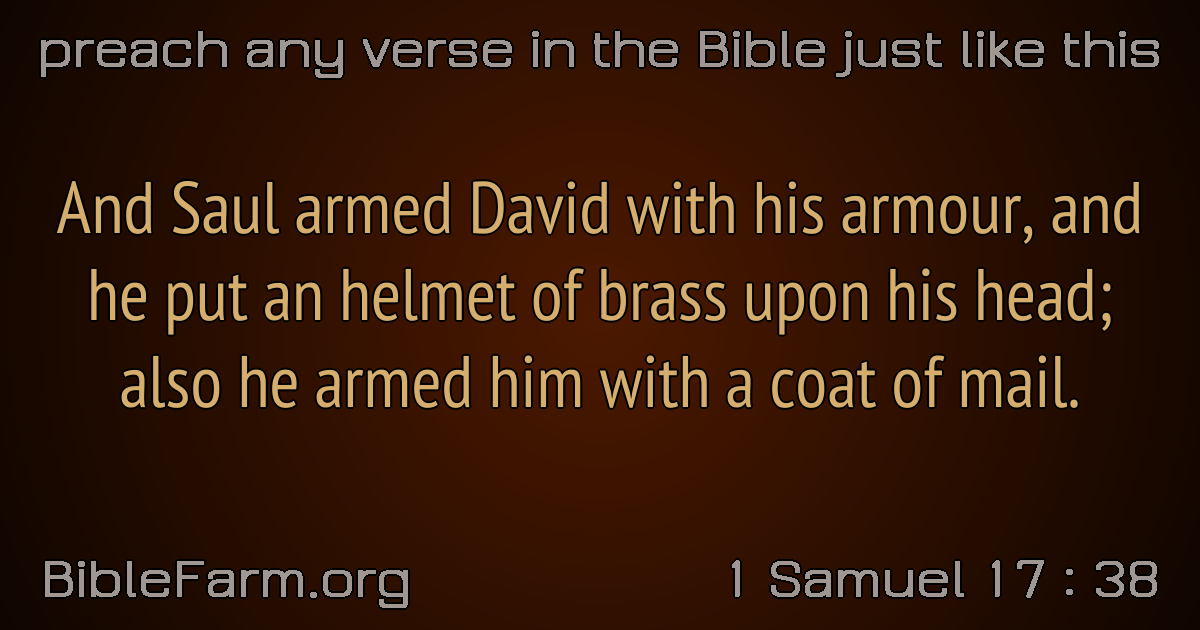 preach any verse in the Bible just like this
And Saul armed David with his armour, and
he put an helmet of brass upon his head;
also he armed him with a coat of mail.
BibleFarm.org
1 Samuel 17 : 38